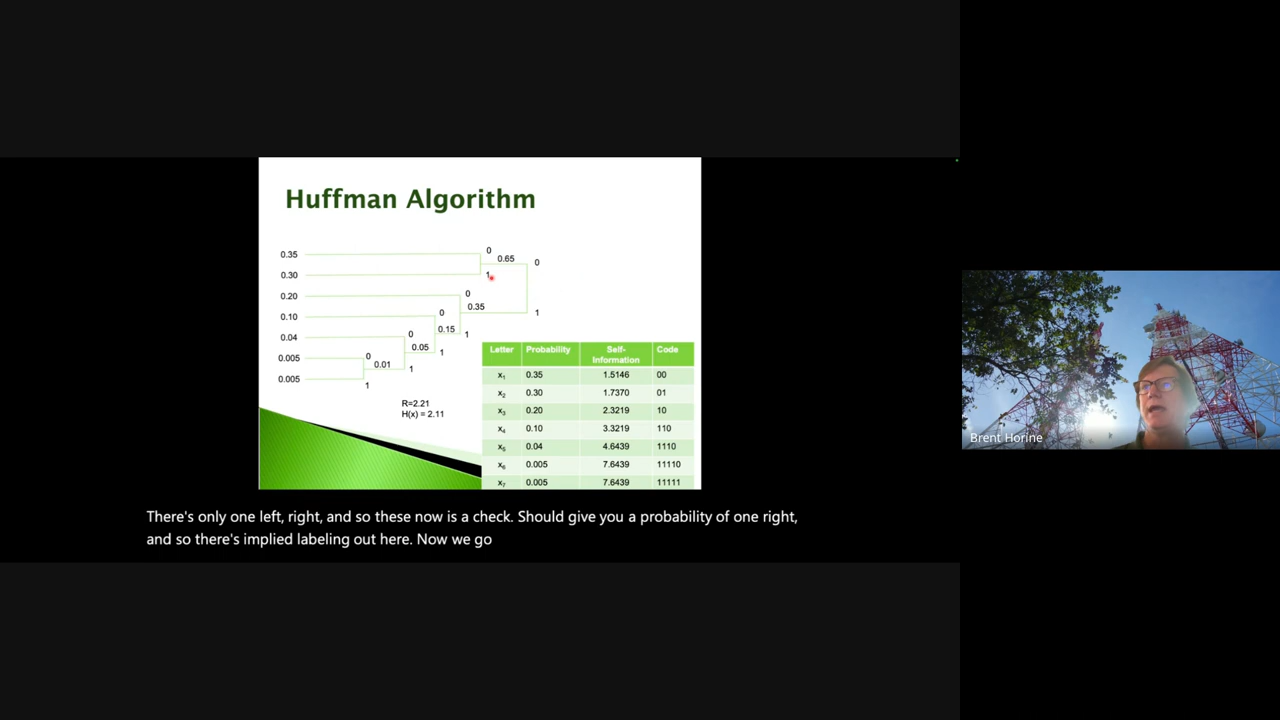 Huffman Algorithm
0.35
0.30
0.20
0.10
0.04
0.005
0.005
0
1
0.65
0
1
0
0.35
1
0
0.15
1
0
0.05
1
0
0.01
1
R=2.21
H(x) = 2.11
Letter Probability Self-Information Code
x1 0.35 1.5146 00
x2 0.30 1.7370 01
x3 0.20 2.3219 10
x4 0.10 3.3219 110
x5 0.04 4.6439 1110
x6 0.005 7.6439 11110
x7 0.005 7.6439 11111
Brent Horine
There's only one left, right, and so these now is a check. Should give you a probability of one right,
and so there's implied labeling out here. Now we go